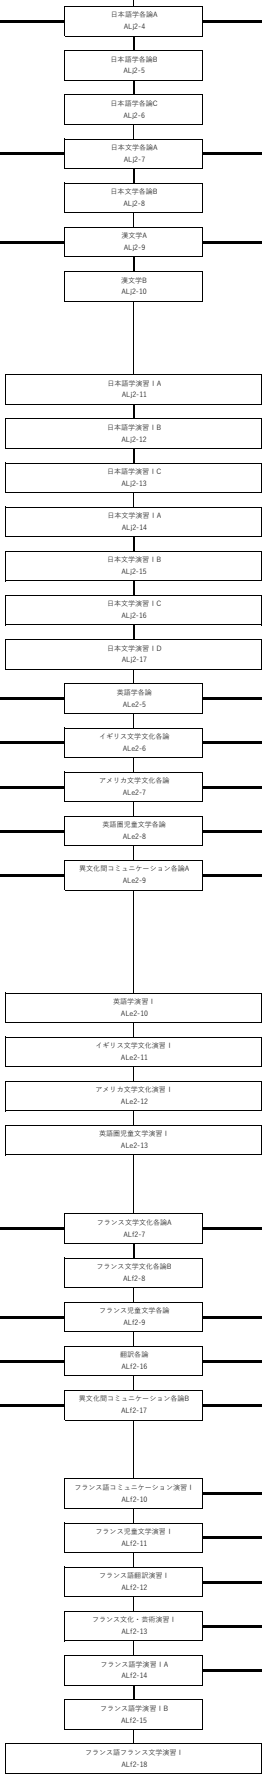 日本語学各論A
ALj2-4
日本語学各論B
ALj2-5
日本語学各論C
ALj2-6
日本文学各論A
ALj2-7
日本文学各論B
ALj2-8
漢文学A
ALj2-9
漢文学B
ALj2-10
日本語学演習ⅠA
ALj2-11
日本語学演習ⅠB
ALj2-12
日本語学演習ⅠC
ALj2-13
日本文学演習ⅠA
ALj2-14
日本文学演習ⅠB
ALj2-15
日本文学演習ⅠC
ALj2-16
日本文学演習ⅠD
ALj2-17
英語学各論
ALe2-5
イギリス文学文化各論
ALe2-6
アメリカ文学文化各論
ALe2-7
英語圏児童文学各論
ALe2-8
異文化間コミュニケーション各論A
ALe2-9
英語学演習Ⅰ
ALe2-10
イギリス文学文化演習Ⅰ
ALe2-11
アメリカ文学文化演習Ⅰ
ALe2-12
英語圏児童文学演習Ⅰ
ALe2-13
フランス文学文化各論A
ALf2-7
フランス文学文化各論B
ALf2-8
フランス児童文学各論
ALf2-9
翻訳各論
ALf2-16
異文化間コミュニケーション各論B
ALf2-17
フランス語コミュニケーション演習Ⅰ
ALf2-10
フランス児童文学演習Ⅰ
ALf2-11
フランス語翻訳演習Ⅰ
ALf2-12
フランス文化・芸術演習Ⅰ
ALf2-13
フランス語学演習ⅠA
ALf2-14
フランス語学演習ⅠB
ALf2-15
フランス語フランス文学演習Ⅰ
ALf2-18